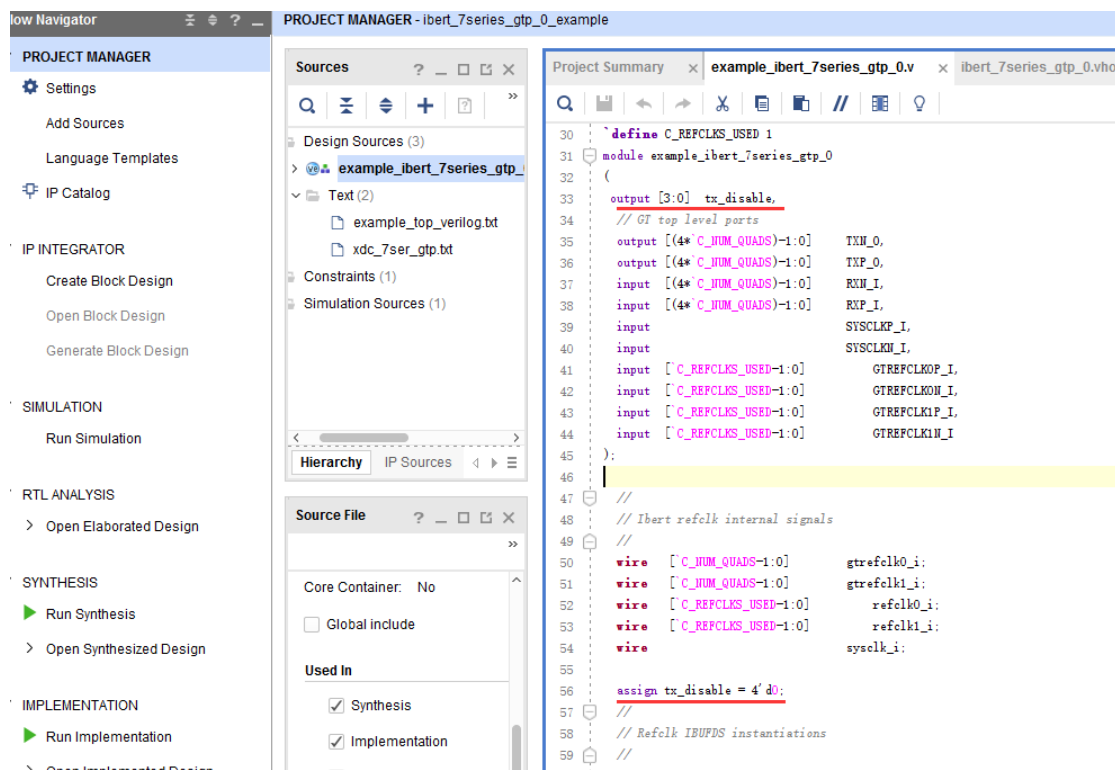 low Navigator
PROJECT MANAGER - ibert_7series_gtp_0_example
PROJECT MANAGER
Settings
Add Sources
Language Templates
IP Catalog
IP INTEGRATOR
Create Block Design
Open Block Design
Generate Block Design
SIMULATION
Run Simulation
RTL ANALYSIS
Open Elaborated Design
SYNTHESIS
Run Synthesis
Open Synthesized Design
IMPLEMENTATION
Run Implementation
Open Implemented Design
Sources
Design Sources (3)
example_ibert_7series_gtp_
Text (2)
example_top_verilog.txt
xdc_7ser_gtp.txt
Constraints (1)
Simulation Sources (1)
Hierarchy IP Sources
Source File
Core Container: No
Global include
Used In
Synthesis
Implementation
Project Summary example_ibert_7series_gtp_0.v ibert_7series_gtp_0.vho
30 `define C_REFCLKS_USED 1
31 module example_ibert_7series_gtp_0
32 (
33 output [3:0] tx_disable,
34 // GT top level ports
35 output [(4*`C_NUM_QUADS)-1:0] TXN_O,
36 output [(4*`C_NUM_QUADS)-1:0] TXP_O,
37 input [(4*`C_NUM_QUADS)-1:0] RXN_I,
38 input [(4*`C_NUM_QUADS)-1:0] RXP_I,
39 input SYSCLKP_I,
40 input SYSCLKN_I,
41 input [`C_REFCLKS_USED-1:0] GTREFCLK0P_I,
42 input [`C_REFCLKS_USED-1:0] GTREFCLK0N_I,
43 input [`C_REFCLKS_USED-1:0] GTREFCLK1P_I,
44 input [`C_REFCLKS_USED-1:0] GTREFCLK1N_I
45 );
46
47 //
48 // Ibert refclk internal signals
49 //
50 wire [`C_NUM_QUADS-1:0] gtrefclk0_i;
51 wire [`C_NUM_QUADS-1:0] gtrefclk1_i;
52 wire [`C_REFCLKS_USED-1:0] refclk0_i;
53 wire [`C_REFCLKS_USED-1:0] refclk1_i;
54 wire sysclk_i;
55
56 assign tx_disable = 4'd0;
57 //
58 // Refclk IBUFDS instantiations
59 //